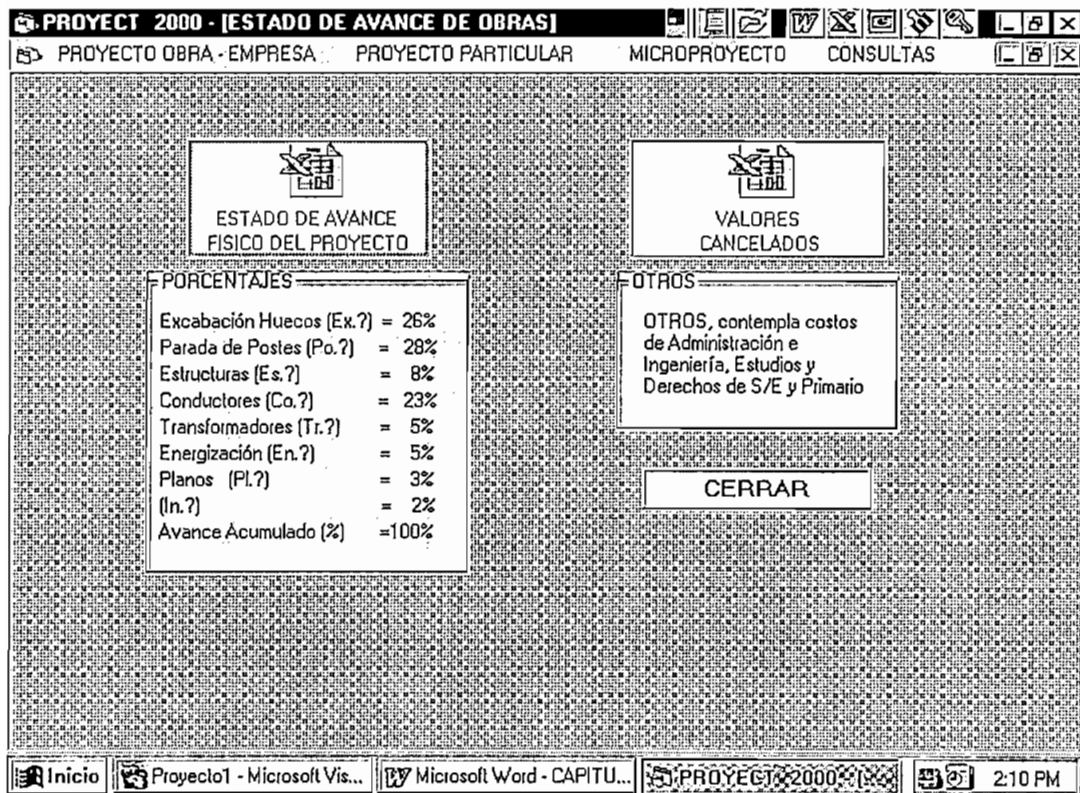 PROYECT 2000 - [ESTADO DE AVANCE DE OBRAS]
PROYECTO OBRA - EMPRESA PROYECTO PARTICULAR MICROPROYECTO CONSULTAS
ESTADO DE AVANCE
FISICO DEL PROYECTO
VALORES
CANCELADOS
PORCENTAJES
Excabación Huecos (Ex.?) = 26%
Parada de Postes (Po.?) = 28%
Estructuras (Es.?) = 8%
Conductores (Co.?) = 23%
Transformadores (Tr.?) = 5%
Energización (En.?) = 5%
Planos (Pl.?) = 3%
(In.?) = 2%
Avance Acumulado (%) =100%
OTROS
OTROS, contempla costos
de Administración e
Ingeniería, Estudios y
Derechos de S/E y Primario
CERRAR
Inicio Proyecto1 - Microsoft Vis... Microsoft Word - CAPITU... PROYECT 2000 - [ 2:10 PM